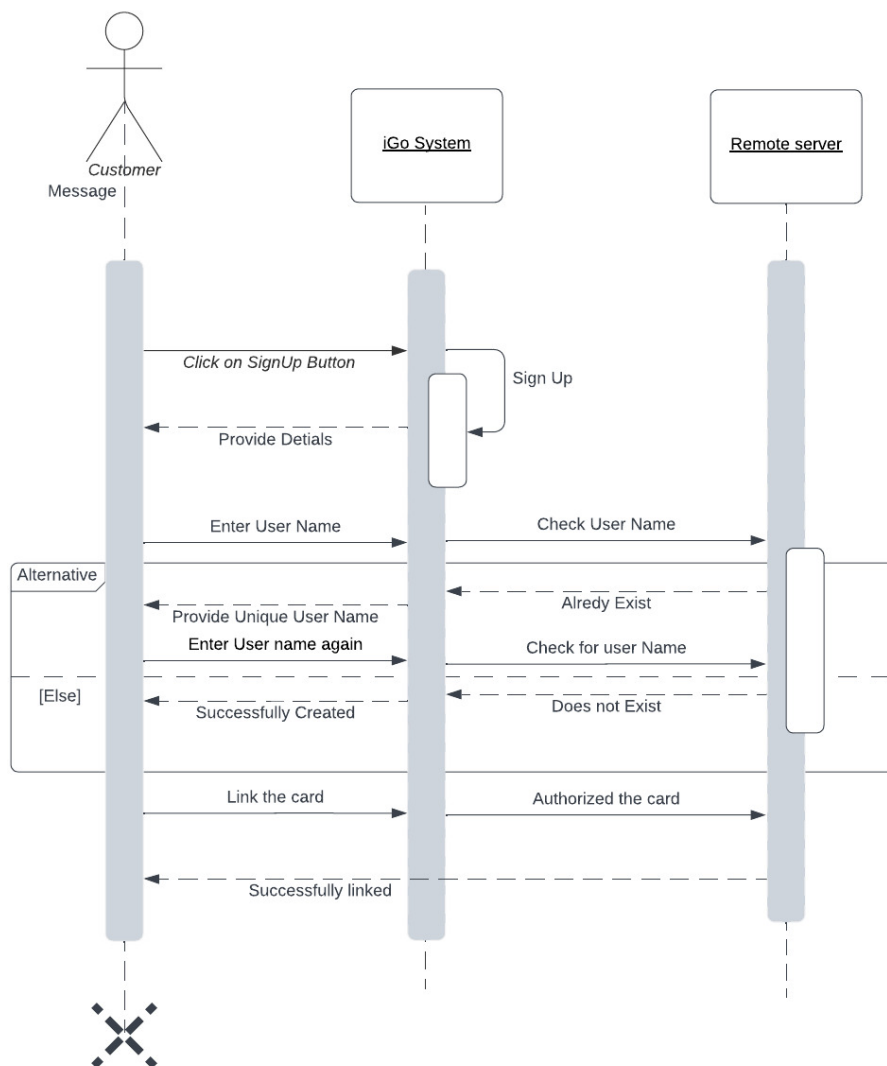 iGo System
Remote server
Customer
Message
Click on SignUp Button
Sign Up
Provide Detials
Enter User Name
Check User Name
Alternative
Alredy Exist
Provide Unique User Name
Enter User name again
Check for user Name
[Else]
Does not Exist
Successfully Created
Link the card
Authorized the card
Successfully linked